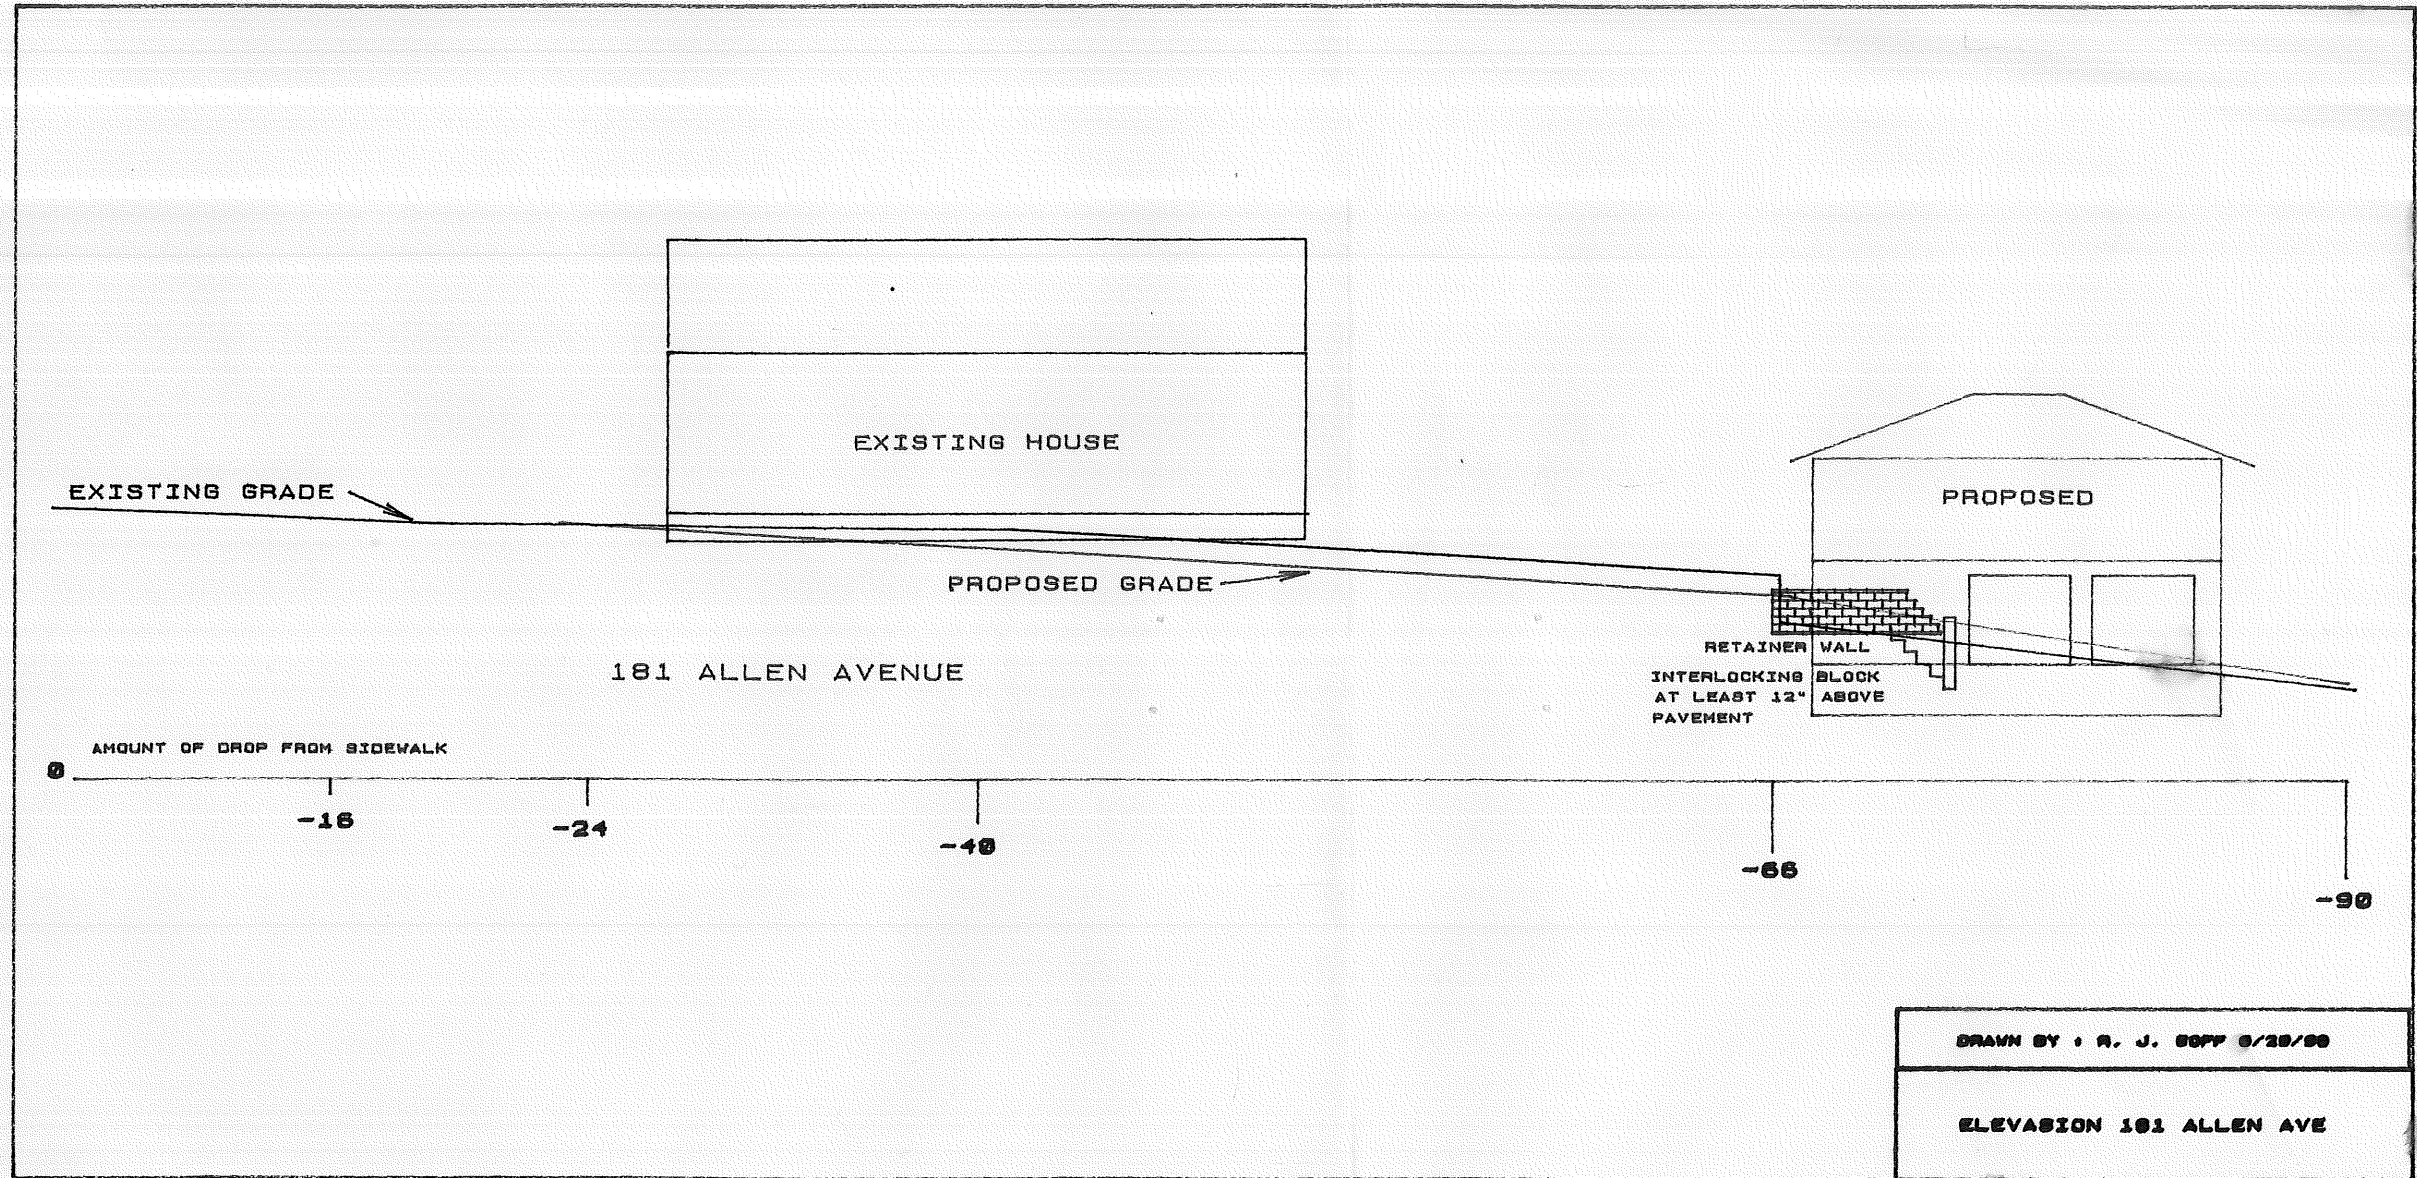 EXISTING HOUSE
EXISTING GRADE
PROPOSED
PROPOSED GRADE
RETAINER WALL
181 ALLEN AVENUE
INTERLOCKING BLOCK
AT LEAST 12" ABOVE
PAVEMENT
AMOUNT OF DROP FROM SIDEWALK
0
-16
-24
-40
-66
-90
DRAWN BY : R. J.
ELEVASION 181 ALLEN AVE